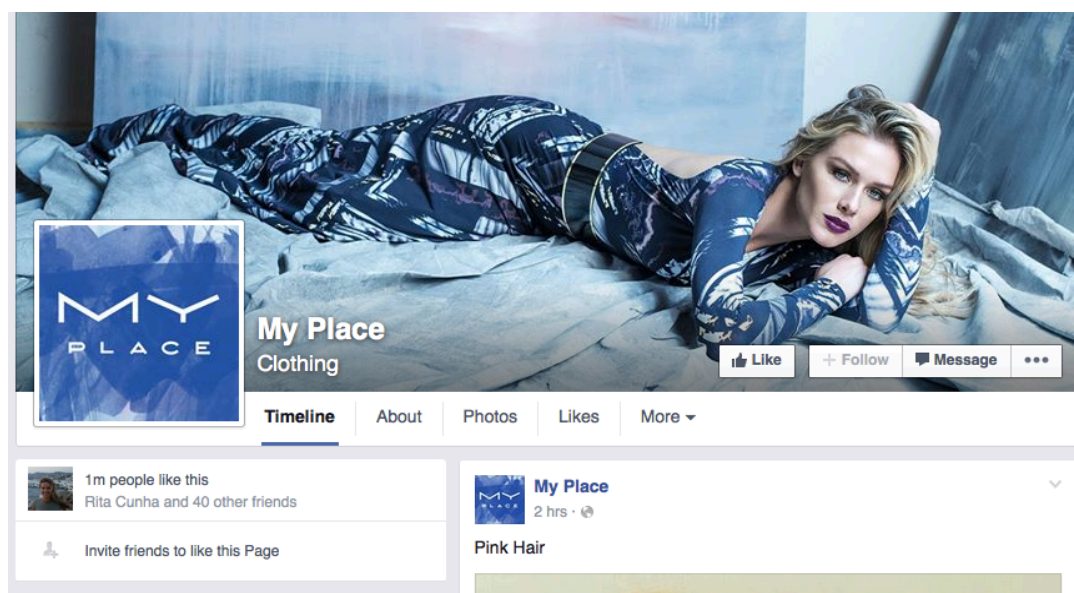 MY
PLACE
My Place
Clothing
Like
Follow
Message
Timeline
About
Photos
Likes
More
1m people like this
Rita Cunha and 40 other friends
Invite friends to like this Page
MY
PLACE
My Place
2 hrs ·
Pink Hair